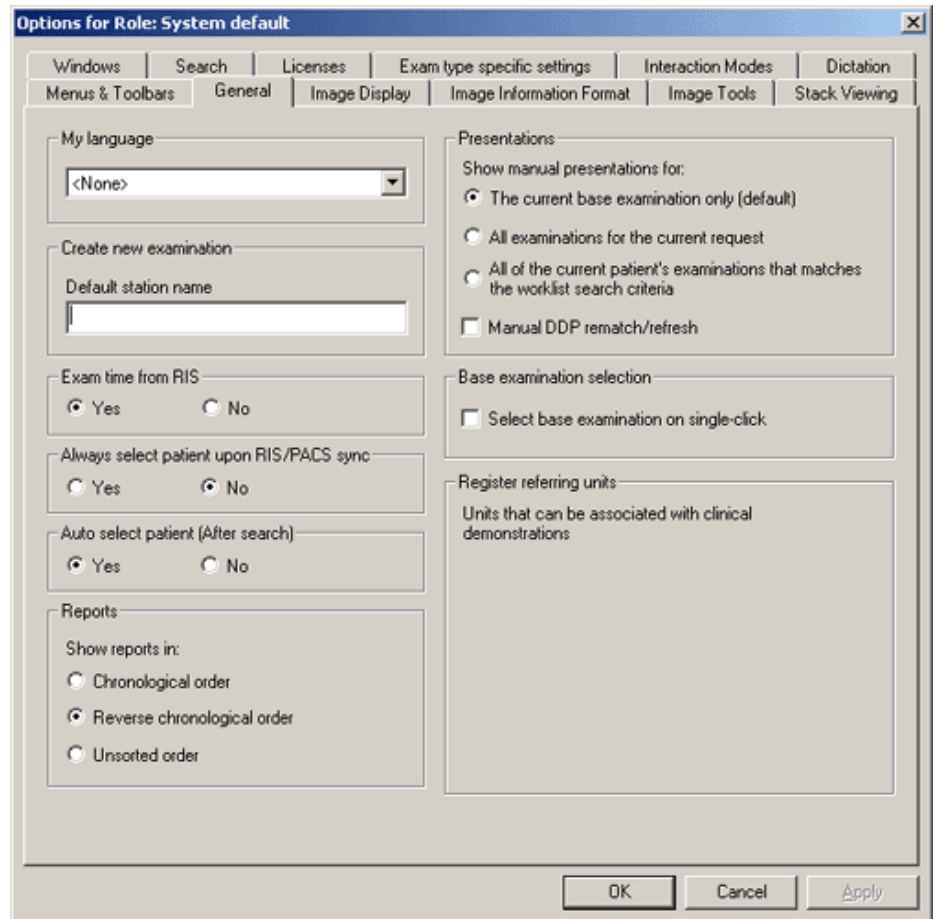 Options for Role: System default
Windows
Search
Licenses
Exam type specific settings
Interaction Modes
Dictation
Menus & Toolbars
General
Image Display
Image Information Format
Image Tools
Stack Viewing
My language
<None>
Create new examination
Default station name
Exam time from RIS
Yes
No
Always select patient upon RIS/PACS sync
Yes
No
Auto select patient (After search)
Yes
No
Reports
Show reports in:
Chronological order
Reverse chronological order
Unsorted order
Presentations
Show manual presentations for:
The current base examination only (default)
All examinations for the current request
All of the current patient's examinations that matches
the worklist search criteria
Manual DDP rematch/refresh
Base examination selection
Select base examination on single-click
Register referring units
Units that can be associated with clinical
demonstrations
OK
Cancel
Apply